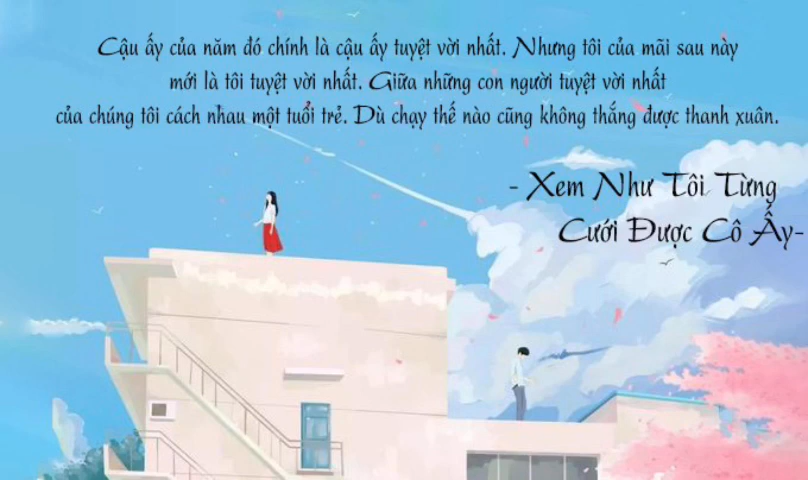 Cậu ấy của năm đó chính là cậu ấy tuyệt vời nhất. Nhưng tôi của mãi sau này
mới là tôi tuyệt vời nhất. Giữa những con người tuyệt vời nhất
của chúng tôi cách nhau một tuổi trẻ. Dù chạy thế nào cũng không thắng được thanh xuân.
- Xem Như Tôi Từng
Cưới Được Cô Ấy-